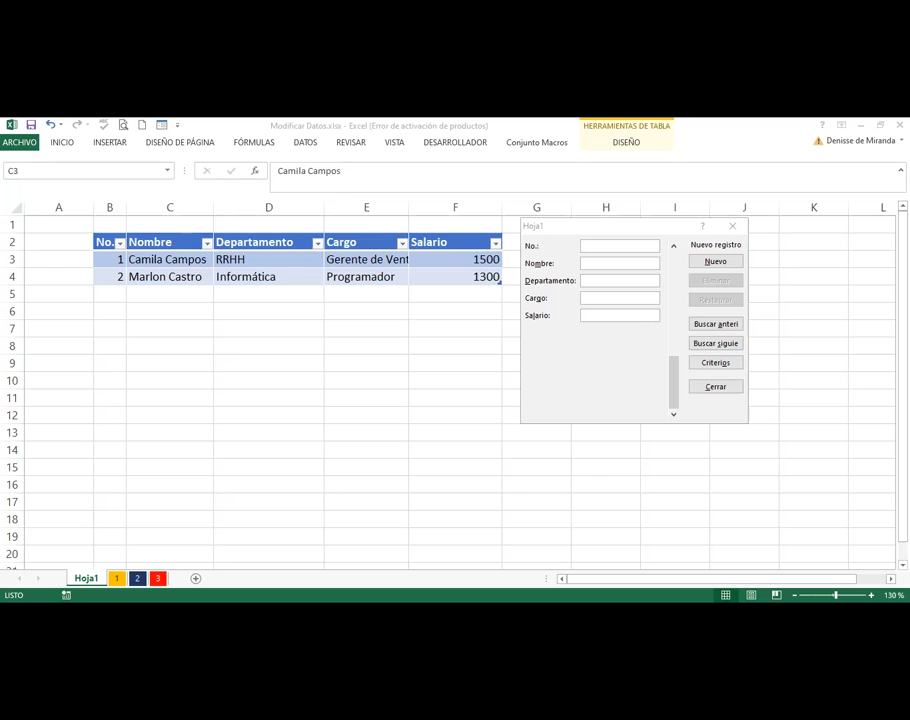 Modificar Datos.xlsx - Excel (Error de activación de productos)
HERRAMIENTAS DE TABLA
ARCHIVO INICIO INSERTAR DISEÑO DE PÁGINA FÓRMULAS DATOS REVISAR VISTA DESARROLLADOR Conjunto Macros DISEÑO Denisse de Miranda
C3 fx Camila Campos
A B C D E F G H I J K L
1
2 No. Nombre Departamento Cargo Salario
3 1 Camila Campos RRHH Gerente de Vent 1500
4 2 Marlon Castro Informática Programador 1300
5
6
7
8
9
10
11
12
13
14
15
16
17
18
19
20
Hoja1 ?
No.: Nuevo registro
Nombre: Nuevo
Departamento: Eliminar
Cargo: Restaurar
Salario:
Buscar anteri
Buscar siguie
Criterios
Cerrar
Hoja1 1 2 3
LISTO 130 %